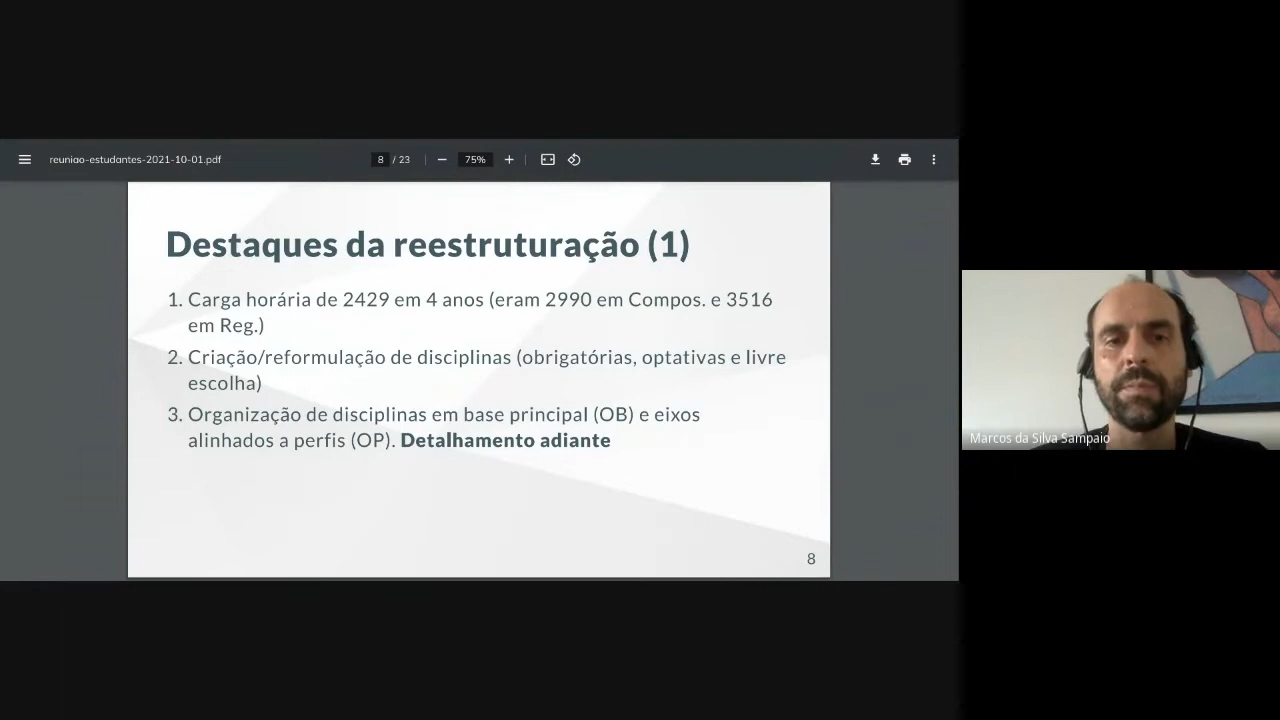 reuniao-estudantes-2021-10-01.pdf
8 / 23
75%
Destaques da reestruturação (1)
1. Carga horária de 2429 em 4 anos (eram 2990 em Compos. e 3516
em Reg.)
2. Criação/reformulação de disciplinas (obrigatórias, optativas e livre
escolha)
3. Organização de disciplinas em base principal (OB) e eixos
alinhados a perfis (OP). Detalhamento adiante
8
Marcos da Silva Sampaio